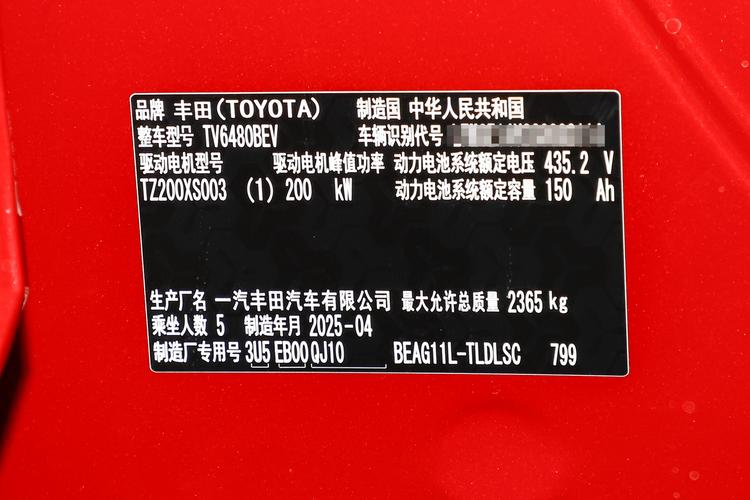 品牌 丰田(TOYOTA) 制造国 中华人民共和国
整车型号 TV6480BEV 车辆识别代号
驱动电机型号 驱动电机峰值功率 动力电池系统额定电压 435.2 V
TZ200XS003 (1) 200 kW 动力电池系统额定容量 150 Ah
生产厂名 一汽丰田汽车有限公司 最大允许总质量 2365 kg
乘坐人数 5 制造年月 2025-04
制造厂专用号 3U5 EB00 QJ10 BEAG11L-TLDLSC 799